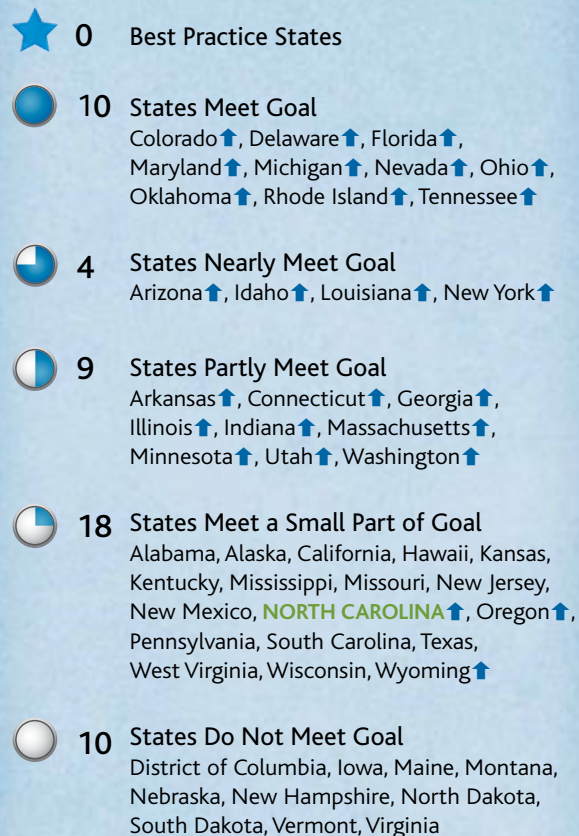 0 Best Practice States
10 States Meet Goal
Colorado⬆, Delaware⬆, Florida⬆,
Maryland⬆, Michigan⬆, Nevada⬆, Ohio⬆,
Oklahoma⬆, Rhode Island⬆, Tennessee⬆
4 States Nearly Meet Goal
Arizona⬆, Idaho⬆, Louisiana⬆, New York⬆
9 States Partly Meet Goal
Arkansas⬆, Connecticut⬆, Georgia⬆,
Illinois⬆, Indiana⬆, Massachusetts⬆,
Minnesota⬆, Utah⬆, Washington⬆
18 States Meet a Small Part of Goal
Alabama, Alaska, California, Hawaii, Kansas,
Kentucky, Mississippi, Missouri, New Jersey,
New Mexico, NORTH CAROLINA⬆, Oregon⬆,
Pennsylvania, South Carolina, Texas,
West Virginia, Wisconsin, Wyoming⬆
10 States Do Not Meet Goal
District of Columbia, Iowa, Maine, Montana,
Nebraska, New Hampshire, North Dakota,
South Dakota, Vermont, Virginia